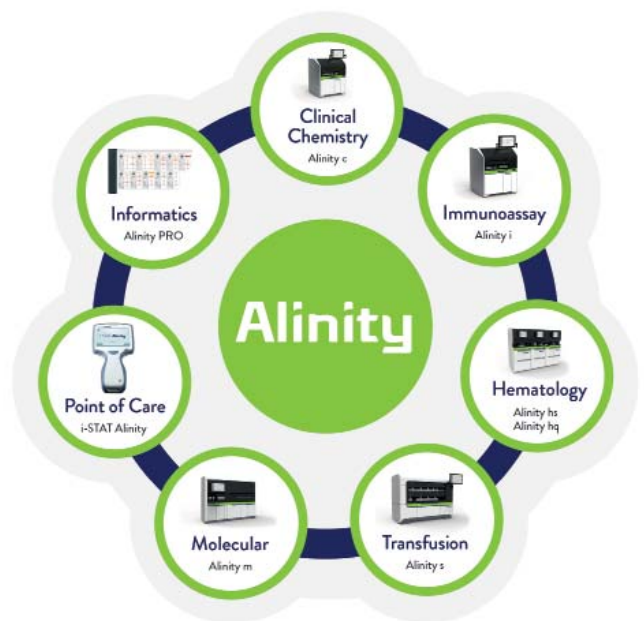 Clinical
Chemistry
Alinity c
Immunoassay
Alinity i
Hematology
Alinity hs
Alinity hq
Transfusion
Alinity s
Molecular
Alinity m
Point of Care
i-STAT Alinity
Informatics
Alinity PRO
Alinity